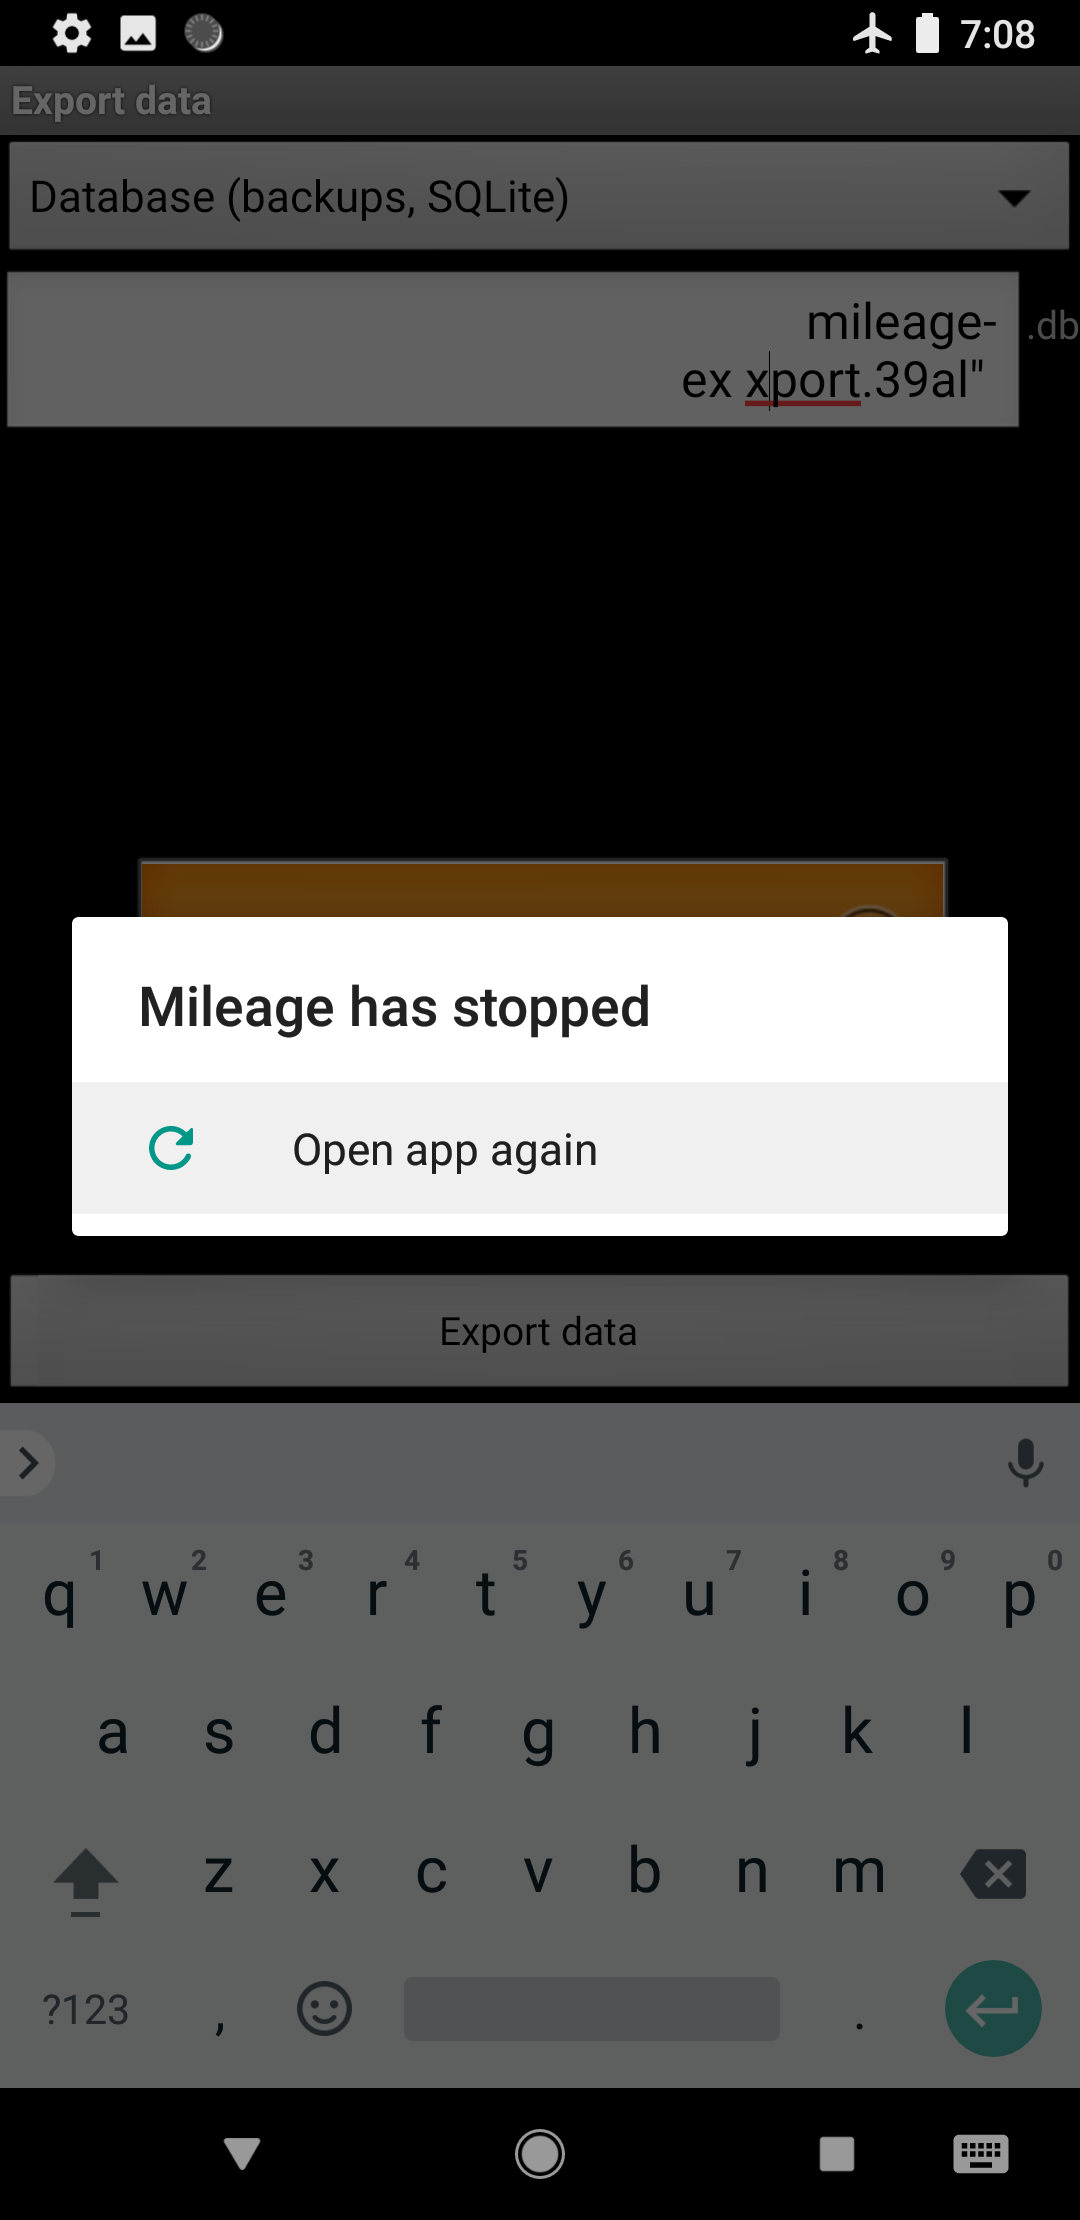 7:08
Export data
Database (backups, SQLite)
mileage-
ex xport.39al"
.db
Mileage has stopped
Open app again
Export data
1 2 3 4 5 6 7 8 9 0
q w e r t y u i o p
a s d f g h j k l
z x c v b n m
?123 , .